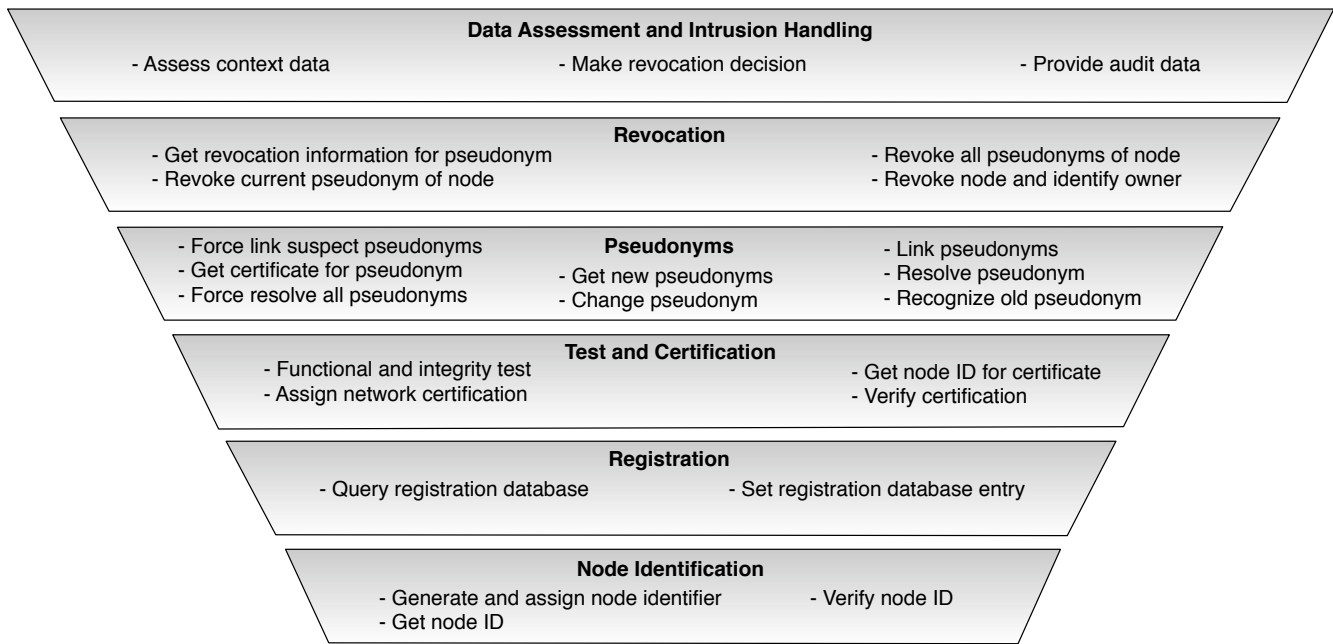 Data Assessment and Intrusion Handling
- Assess context data
- Make revocation decision
- Provide audit data
Revocation
- Get revocation information for pseudonym
- Revoke current pseudonym of node
- Revoke all pseudonyms of node
- Revoke node and identify owner
Pseudonyms
- Force link suspect pseudonyms
- Get certificate for pseudonym
- Force resolve all pseudonyms
- Get new pseudonyms
- Change pseudonym
- Link pseudonyms
- Resolve pseudonym
- Recognize old pseudonym
Test and Certification
- Functional and integrity test
- Assign network certification
- Get node ID for certificate
- Verify certification
Registration
- Query registration database
- Set registration database entry
Node Identification
- Generate and assign node identifier
- Get node ID
- Verify node ID